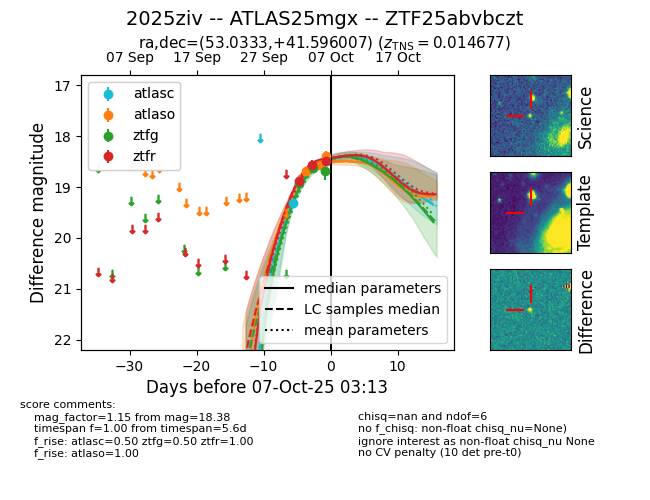 2025ziv -- ATLAS25mgx -- ZTF25abvbczt
ra,dec=(53.0333,+41.596007) (z_TNS = 0.014677)
07 Sep 17 Sep 27 Sep 07 Oct 17 Oct
17
18
19
20
21
22
Difference magnitude
atlasc
atlaso
ztfg
ztfr
median parameters
LC samples median
mean parameters
−30 −20 −10 0 10
Days before 07-Oct-25 03:13
Science
Template
Difference
score comments:
mag_factor=1.15 from mag=18.38
timespan f=1.00 from timespan=5.6d
f_rise: atlasc=0.50 ztfg=0.50 ztfr=1.00
f_rise: atlaso=1.00
chisq=nan and ndof=6
no f_chisq: non-float chisq_nu=None)
ignore interest as non-float chisq_nu None
no CV penalty (10 det pre-t0)